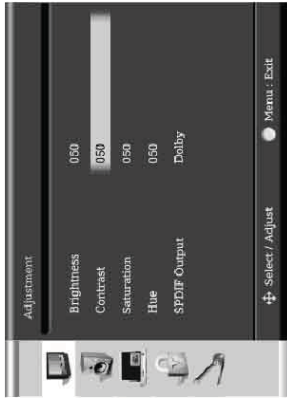 Adjustment
Brightness 050
Contrast 050
Saturation 050
Hue 050
SPDIF Output Dolby
Select / Adjust Menu : Exit